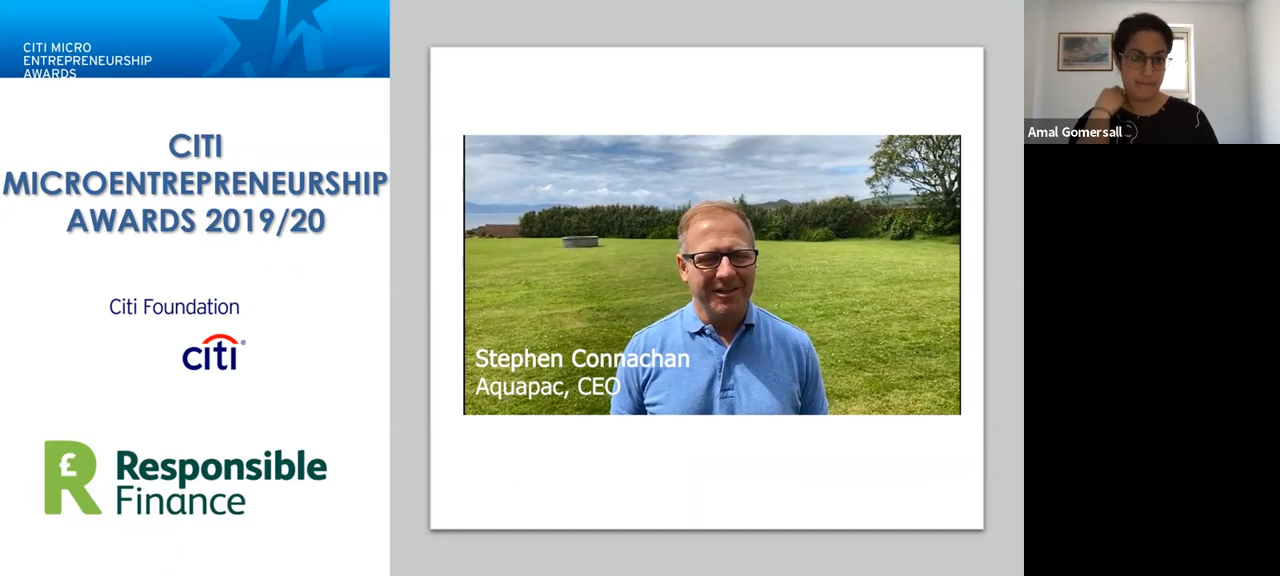 CITI MICRO
ENTREPRENEURSHIP
AWARDS
CITI
MICROENTREPRENEURSHIP
AWARDS 2019/20
Citi Foundation
citi®
£
Responsible
Finance
Stephen Connachan
Aquapac, CEO
Amal Gomersall